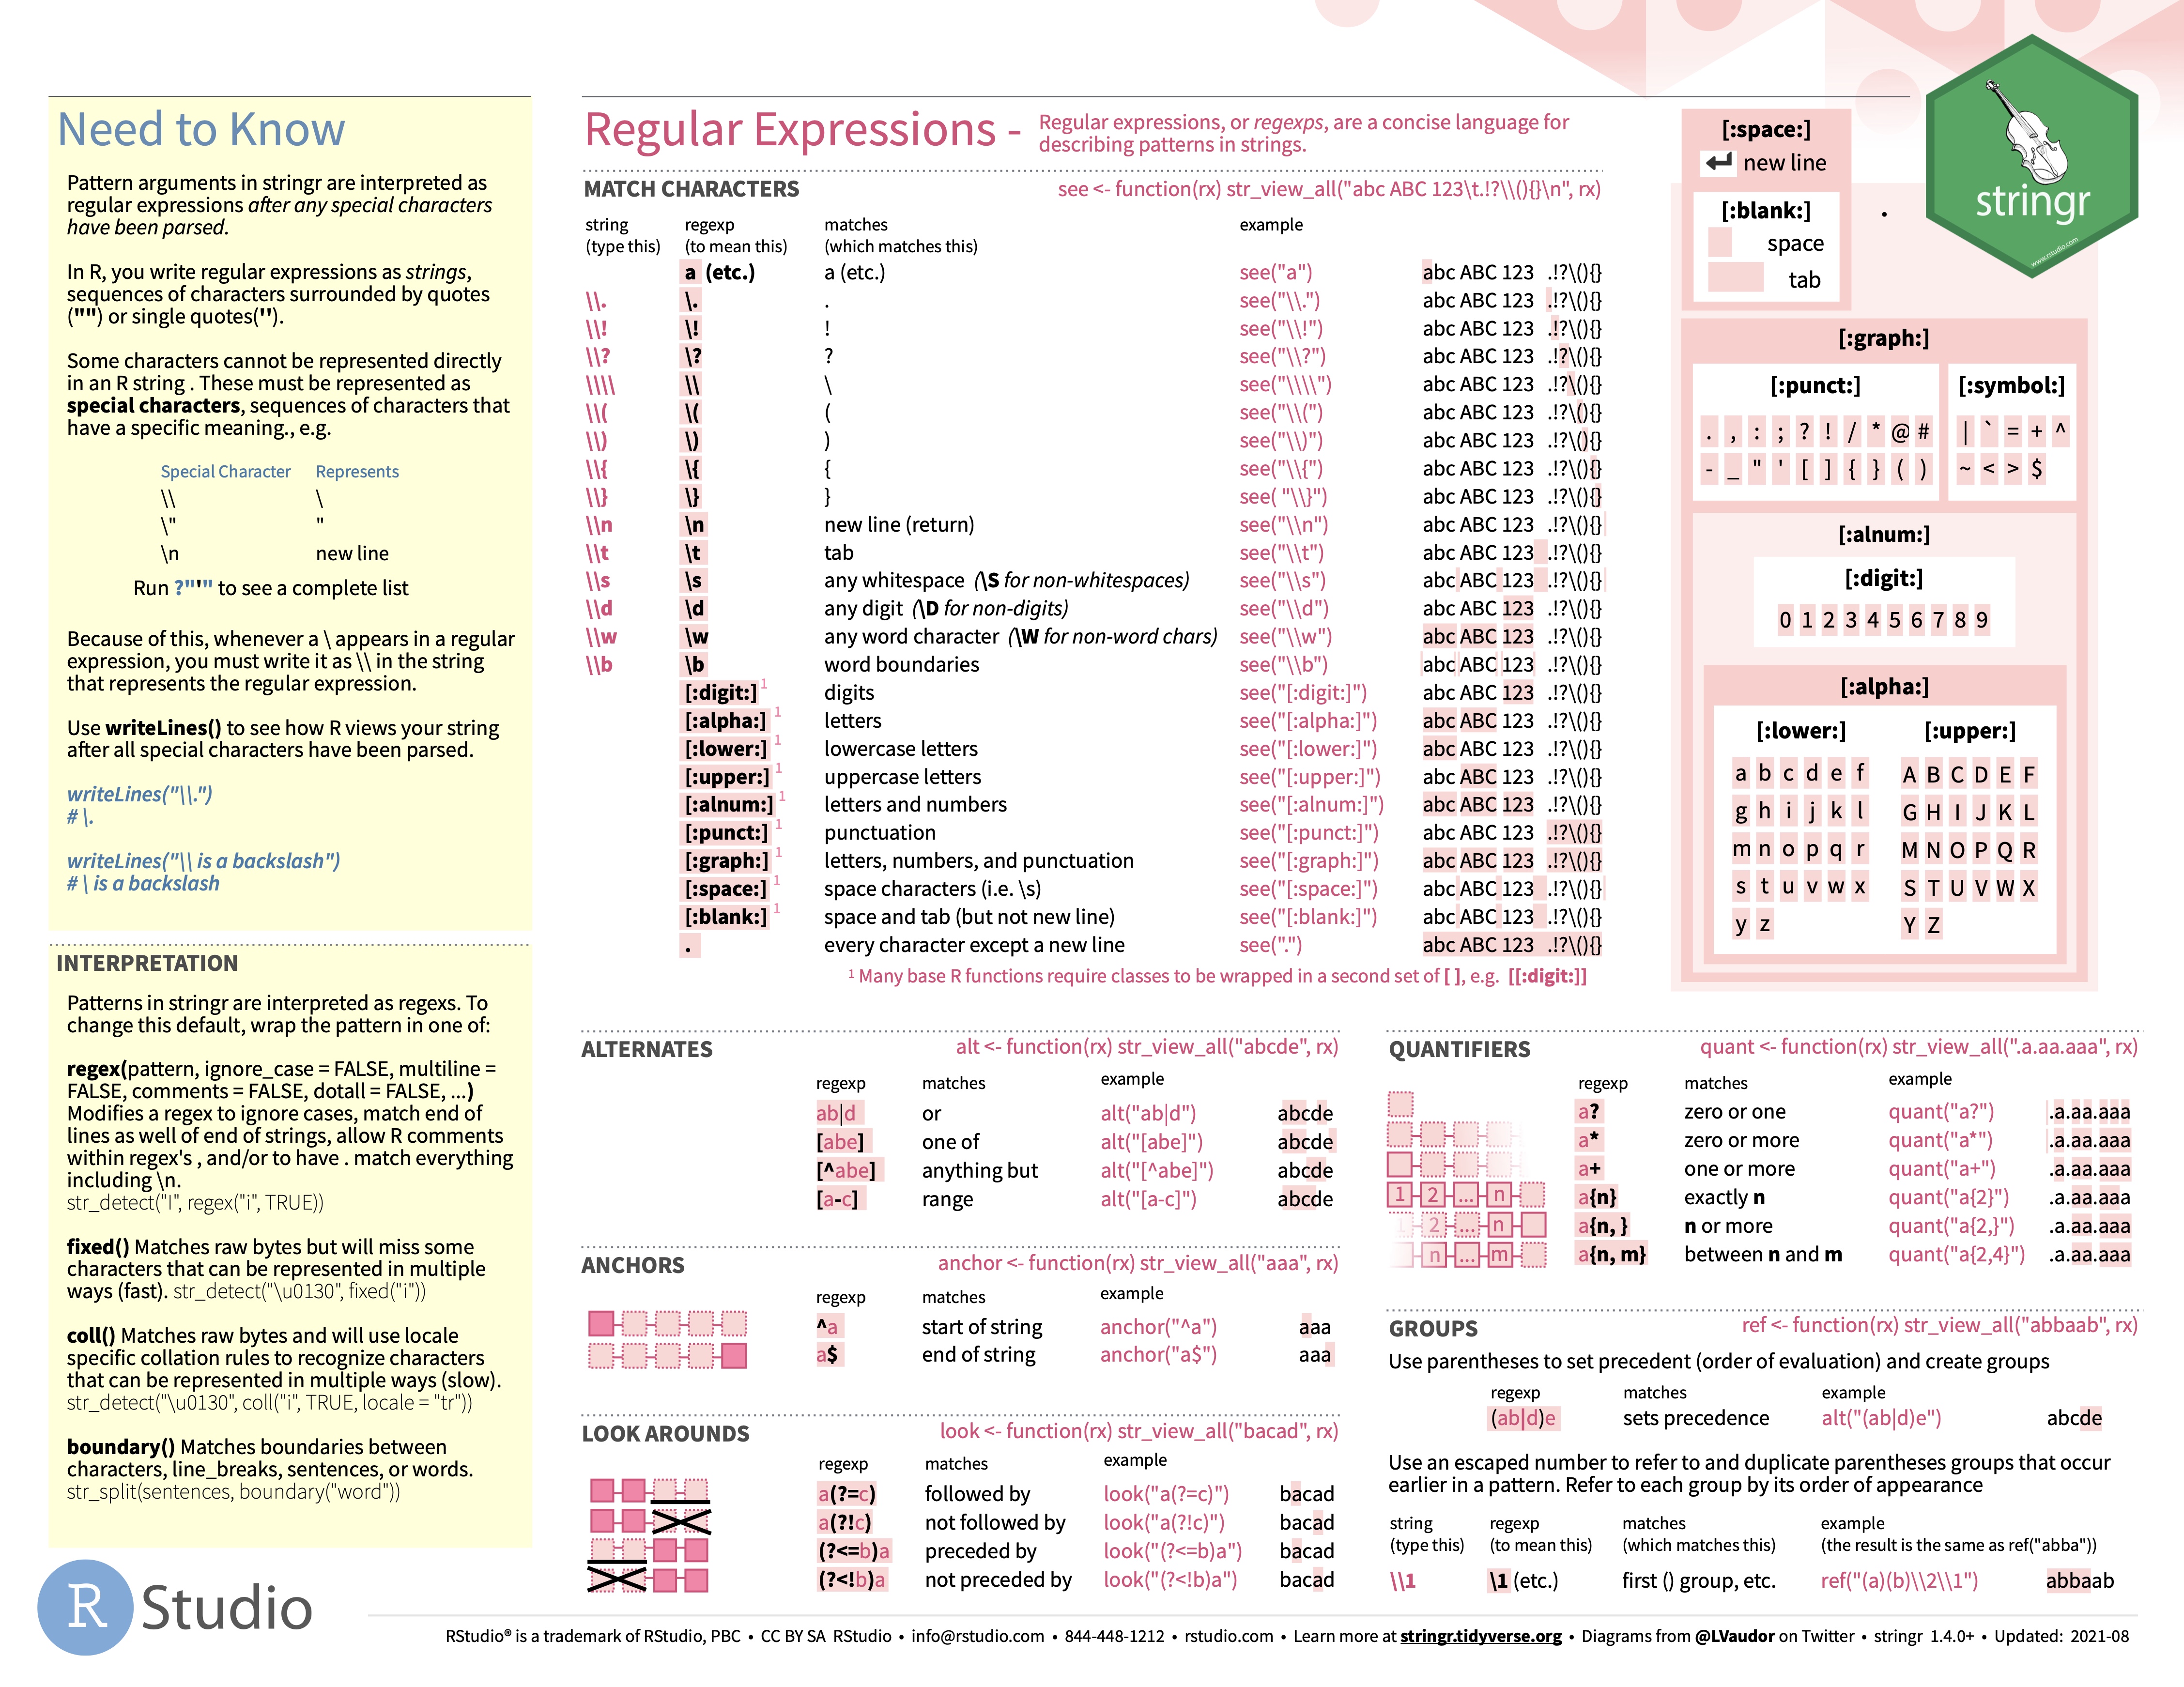 Need to Know
Pattern arguments in stringr are interpreted as
regular expressions after any special characters
have been parsed.
In R, you write regular expressions as strings,
sequences of characters surrounded by quotes
("") or single quotes('').
Some characters cannot be represented directly
in an R string . These must be represented as
special characters, sequences of characters that
have a specific meaning., e.g.
Special Character Represents
\\ \
\" "
\n new line
Run ?"'" to see a complete list
Because of this, whenever a \ appears in a regular
expression, you must write it as \\ in the string
that represents the regular expression.
Use writeLines() to see how R views your string
after all special characters have been parsed.
writeLines("\\.")
# \.
writeLines("\\ is a backslash")
# \ is a backslash
INTERPRETATION
Patterns in stringr are interpreted as regexs. To
change this default, wrap the pattern in one of:
regex(pattern, ignore_case = FALSE, multiline =
FALSE, comments = FALSE, dotall = FALSE, ...)
Modifies a regex to ignore cases, match end of
lines as well of end of strings, allow R comments
within regex's , and/or to have . match everything
including \n.
str_detect("I", regex("i", TRUE))
fixed() Matches raw bytes but will miss some
characters that can be represented in multiple
ways (fast). str_detect("\u0130", fixed("i"))
coll() Matches raw bytes and will use locale
specific collation rules to recognize characters
that can be represented in multiple ways (slow).
str_detect("\u0130", coll("i", TRUE, locale = "tr"))
boundary() Matches boundaries between
characters, line_breaks, sentences, or words.
str_split(sentences, boundary("word"))
Regular Expressions -
Regular expressions, or regexps, are a concise language for
describing patterns in strings.
MATCH CHARACTERS see <- function(rx) str_view_all("abc ABC 123\t.!?\\(){}\n", rx)
string regexp matches example
(type this) (to mean this) (which matches this)
a (etc.) a (etc.) see("a") abc ABC 123 .!?\(){}
\\. \. . see("\\.") abc ABC 123 .!?\(){}
\\! \! ! see("\\!") abc ABC 123 .!?\(){}
\\? \? ? see("\\?") abc ABC 123 .!?\(){}
\\\\ \\ \ see("\\\\") abc ABC 123 .!?\(){}
\\( \( ( see("\\(") abc ABC 123 .!?\(){}
\\) \) ) see("\\)") abc ABC 123 .!?\(){}
\\{ \{ { see("\\{") abc ABC 123 .!?\(){}
\\} \} } see( "\\}") abc ABC 123 .!?\(){}
\\n \n new line (return) see("\\n") abc ABC 123 .!?\(){}
\\t \t tab see("\\t") abc ABC 123 .!?\(){}
\\s \s any whitespace (\S for non-whitespaces) see("\\s") abc ABC 123 .!?\(){}
\\d \d any digit (\D for non-digits) see("\\d") abc ABC 123 .!?\(){}
\\w \w any word character (\W for non-word chars) see("\\w") abc ABC 123 .!?\(){}
\\b \b word boundaries see("\\b") abc ABC 123 .!?\(){}
[:digit:] 1 digits see("[:digit:]") abc ABC 123 .!?\(){}
[:alpha:] 1 letters see("[:alpha:]") abc ABC 123 .!?\(){}
[:lower:] 1 lowercase letters see("[:lower:]") abc ABC 123 .!?\(){}
[:upper:] 1 uppercase letters see("[:upper:]") abc ABC 123 .!?\(){}
[:alnum:] 1 letters and numbers see("[:alnum:]") abc ABC 123 .!?\(){}
[:punct:] 1 punctuation see("[:punct:]") abc ABC 123 .!?\(){}
[:graph:] 1 letters, numbers, and punctuation see("[:graph:]") abc ABC 123 .!?\(){}
[:space:] 1 space characters (i.e. \s) see("[:space:]") abc ABC 123 .!?\(){}
[:blank:] 1 space and tab (but not new line) see("[:blank:]") abc ABC 123 .!?\(){}
. every character except a new line see(".") abc ABC 123 .!?\(){}
1 Many base R functions require classes to be wrapped in a second set of [ ], e.g. [[:digit:]]
[:space:]
new line
[:blank:]
space
tab
.
stringr
www.rstudio.com
[:graph:]
[:punct:] [:symbol:]
. , : ; ? ! / * @ # | ` = + ^
- _ " ' [ ] { } ( ) ~ < > $
[:alnum:]
[:digit:]
0 1 2 3 4 5 6 7 8 9
[:alpha:]
[:lower:] [:upper:]
a b c d e f A B C D E F
g h i j k l G H I J K L
m n o p q r M N O P Q R
s t u v w x S T U V W X
y z Y Z
ALTERNATES alt <- function(rx) str_view_all("abcde", rx)
regexp matches example
ab|d or alt("ab|d") abcde
[abe] one of alt("[abe]") abcde
[^abe] anything but alt("[^abe]") abcde
[a-c] range alt("[a-c]") abcde
ANCHORS anchor <- function(rx) str_view_all("aaa", rx)
regexp matches example
^a start of string anchor("^a") aaa
a$ end of string anchor("a$") aaa
LOOK AROUNDS look <- function(rx) str_view_all("bacad", rx)
regexp matches example
a(?=c) followed by look("a(?=c)") bacad
a(?!c) not followed by look("a(?!c)") bacad
(?<=b)a preceded by look("(?<=b)a") bacad
(?<!b)a not preceded by look("(?<!b)a") bacad
QUANTIFIERS quant <- function(rx) str_view_all(".a.aa.aaa", rx)
regexp matches example
a? zero or one quant("a?") .a.aa.aaa
a* zero or more quant("a*") .a.aa.aaa
a+ one or more quant("a+") .a.aa.aaa
1 2 ... n a{n} exactly n quant("a{2}") .a.aa.aaa
1 2 ... n a{n, } n or more quant("a{2,}") .a.aa.aaa
n ... m a{n, m} between n and m quant("a{2,4}") .a.aa.aaa
GROUPS ref <- function(rx) str_view_all("abbaab", rx)
Use parentheses to set precedent (order of evaluation) and create groups
regexp matches example
(ab|d)e sets precedence alt("(ab|d)e") abcde
Use an escaped number to refer to and duplicate parentheses groups that occur
earlier in a pattern. Refer to each group by its order of appearance
string regexp matches example
(type this) (to mean this) (which matches this) (the result is the same as ref("abba"))
\\1 \1 (etc.) first () group, etc. ref("(a)(b)\\2\\1") abbaab
R Studio
RStudio® is a trademark of RStudio, PBC • CC BY SA RStudio • info@rstudio.com • 844-448-1212 • rstudio.com • Learn more at stringr.tidyverse.org • Diagrams from @LVaudor on Twitter • stringr 1.4.0+ • Updated: 2021-08